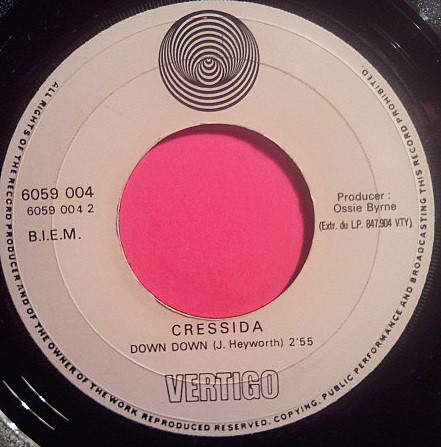 6059 004
6059 004 2
B.I.E.M.
Producer :
Ossie Byrne
(Extr. du L.P. 847.904 VTY)
CRESSIDA
DOWN DOWN (J. Heyworth) 2'55
VERTIGO
ALL RIGHTS OF THE RECORD PRODUCER AND OF THE OWNER OF THE WORK REPRODUCED RESERVED. COPYING, PUBLIC PERFORMANCE AND BROADCASTING THIS RECORD PROHIBITED.